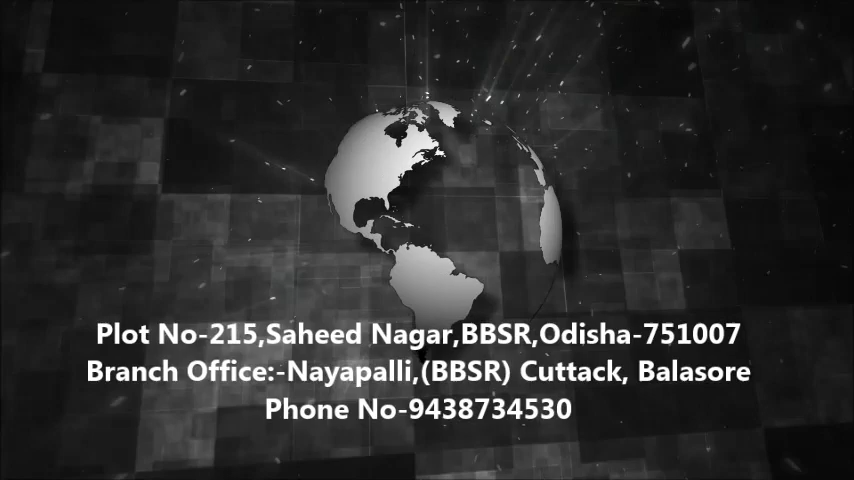 Plot No-215,Saheed Nagar,BBSR,Odisha-751007
Branch Office:-Nayapalli,(BBSR) Cuttack, Balasore
Phone No-9438734530